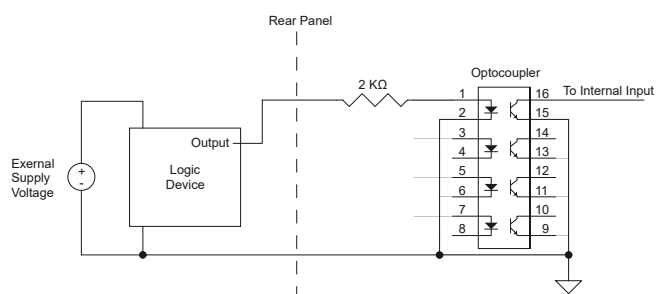 Rear Panel
2 KΩ
Optocoupler
To Internal Input
1
2
3
4
5
6
7
8
16
15
14
13
12
11
10
9
Output
Logic
Device
Exernal
Supply
Voltage
+
-